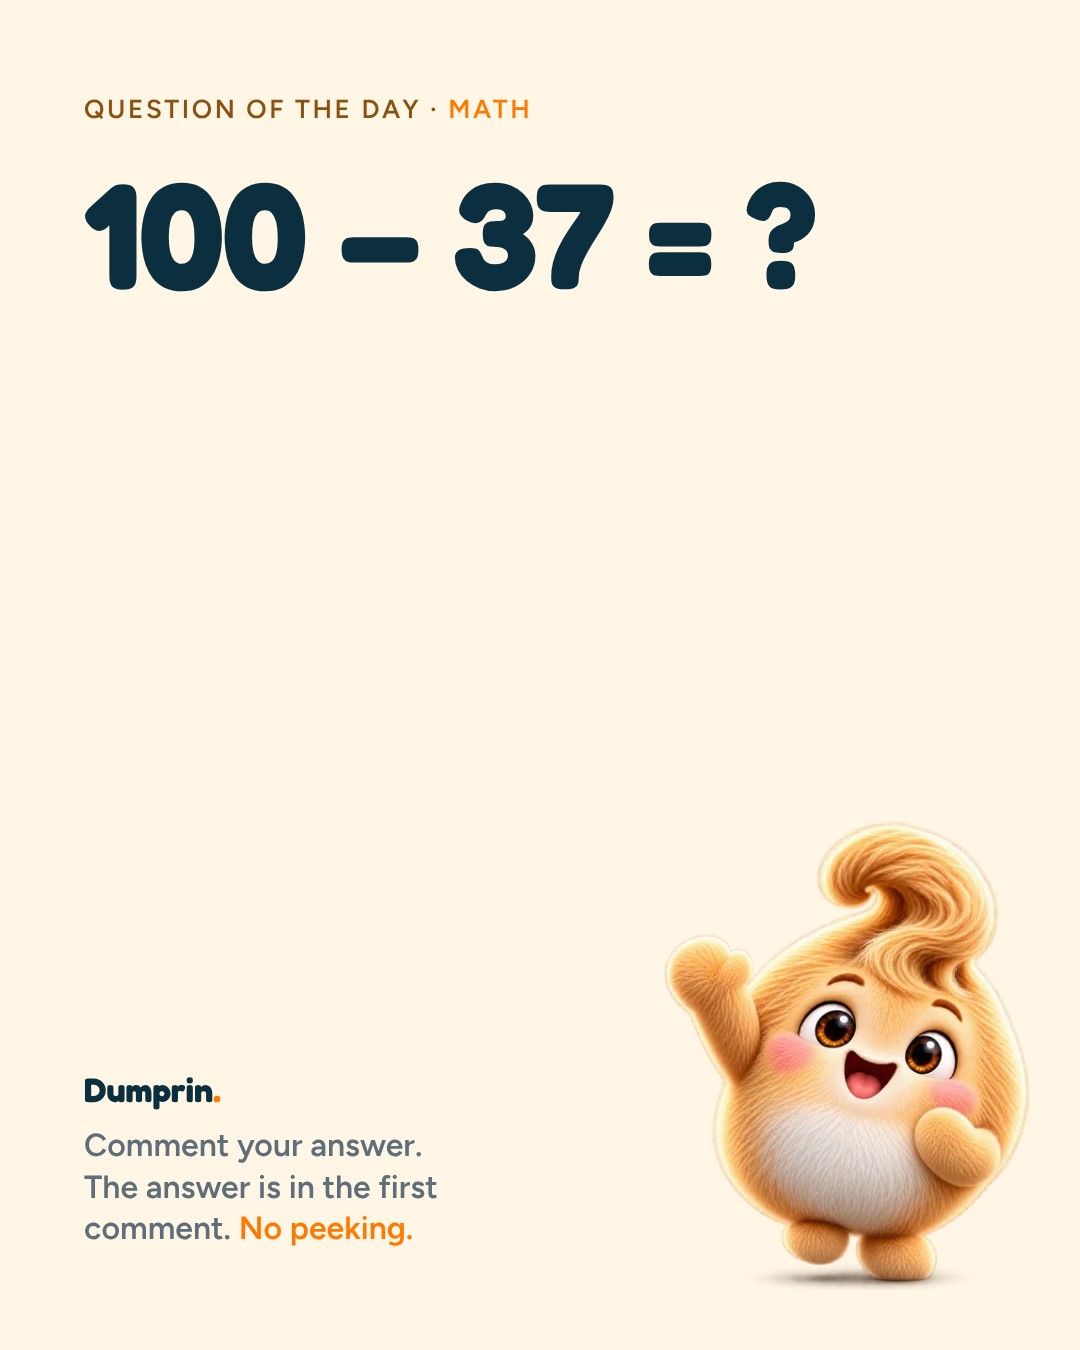 QUESTION OF THE DAY · MATH
100 – 37 = ?
Dumprin.
Comment your answer.
The answer is in the first
comment. No peeking.